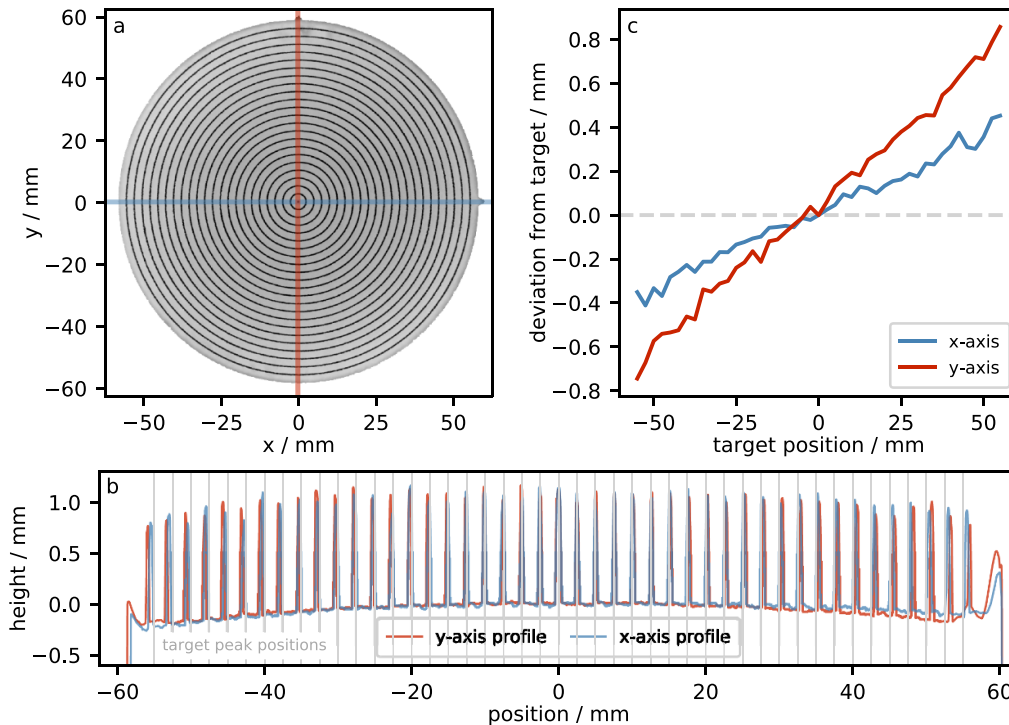 a
60
40
20
0
−20
−40
−60
y / mm
−50
−25
0
25
50
x / mm
c
0.8
0.6
0.4
0.2
0.0
−0.2
−0.4
−0.6
−0.8
deviation from target / mm
x-axis
y-axis
−50
−25
0
25
50
target position / mm
b
1.0
0.5
0.0
−0.5
height / mm
target peak positions
y-axis profile
x-axis profile
−60
−40
−20
0
20
40
60
position / mm